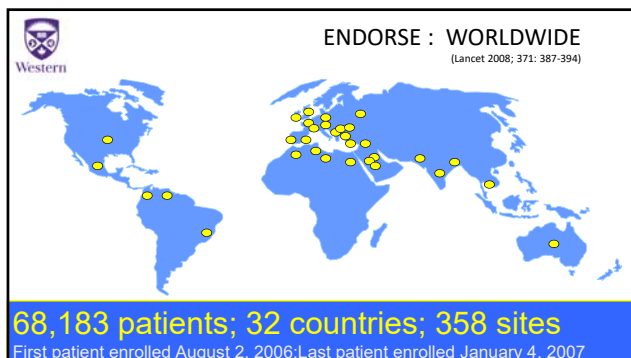 ENDORSE : WORLDWIDE
(Lancet 2008; 371: 387-394)
Western
68,183 patients; 32 countries; 358 sites
First patient enrolled August 2, 2006;Last patient enrolled January 4, 2007